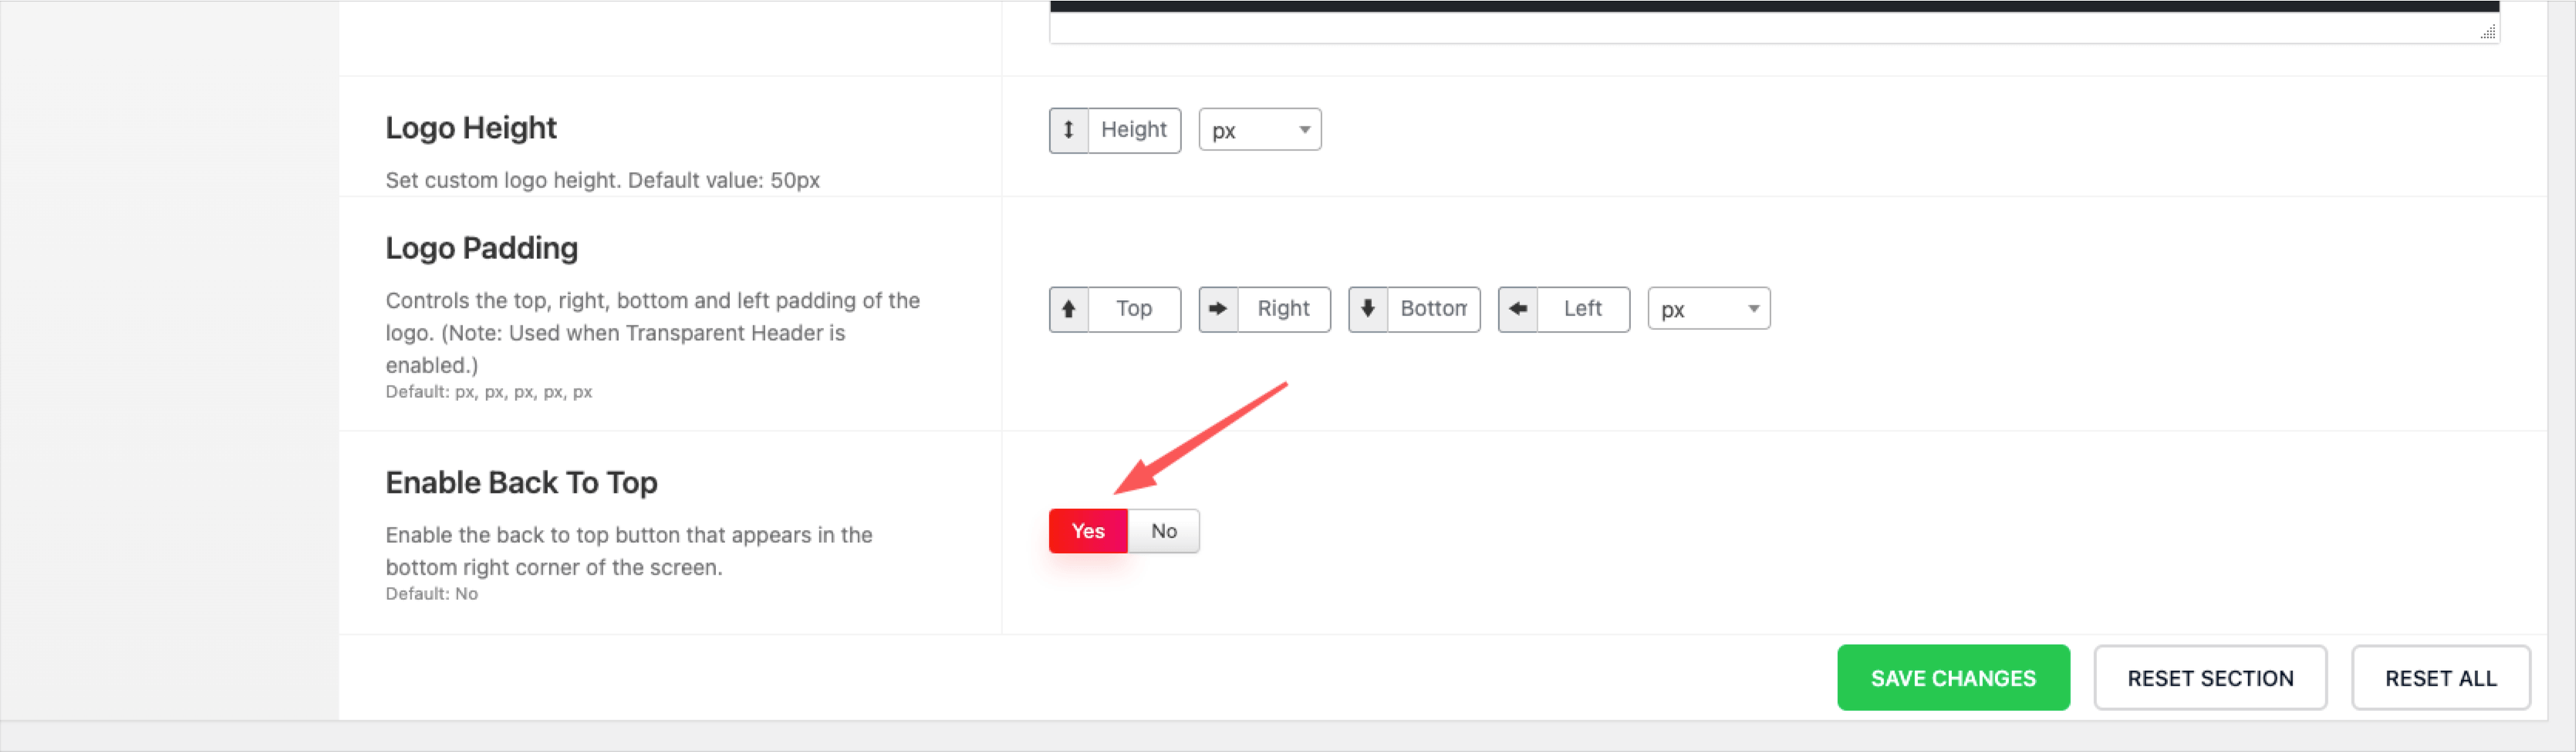 Logo Height
Height
px
Set custom logo height. Default value: 50px
Logo Padding
Controls the top, right, bottom and left padding of the
logo. (Note: Used when Transparent Header is
enabled.)
Default: px, px, px, px, px
Top
Right
Bottom
Left
px
Enable Back To Top
Enable the back to top button that appears in the
bottom right corner of the screen.
Default: No
Yes
No
SAVE CHANGES
RESET SECTION
RESET ALL